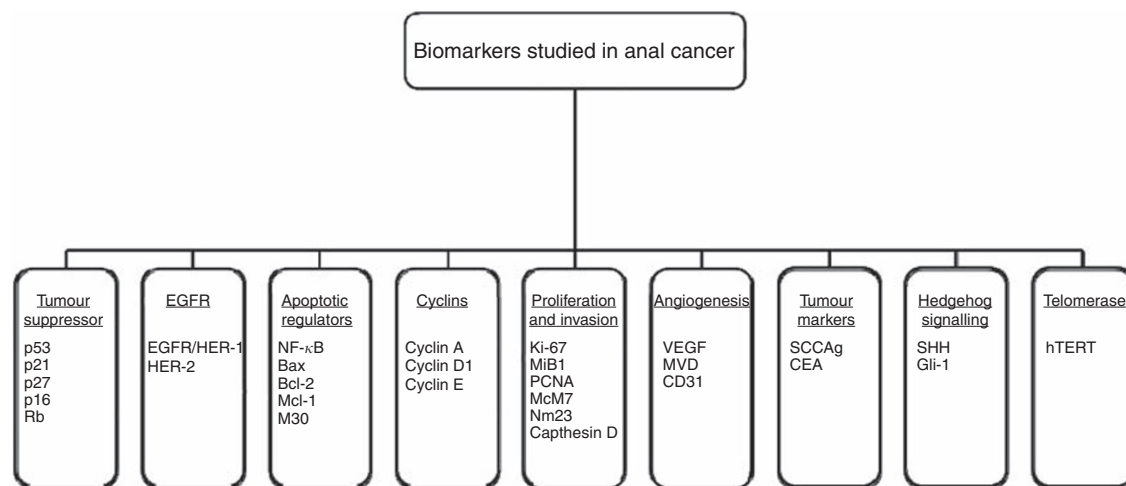 Biomarkers studied in anal cancer
Tumour
suppressor
p53
p21
p27
p16
Rb
EGFR
EGFR/HER-1
HER-2
Apoptotic
regulators
NF-κB
Bax
Bcl-2
Mcl-1
M30
Cyclins
Cyclin A
Cyclin D1
Cyclin E
Proliferation
and invasion
Ki-67
MiB1
PCNA
McM7
Nm23
Capthesin D
Angiogenesis
VEGF
MVD
CD31
Tumour
markers
SCCAg
CEA
Hedgehog
signalling
SHH
Gli-1
Telomerase
hTERT